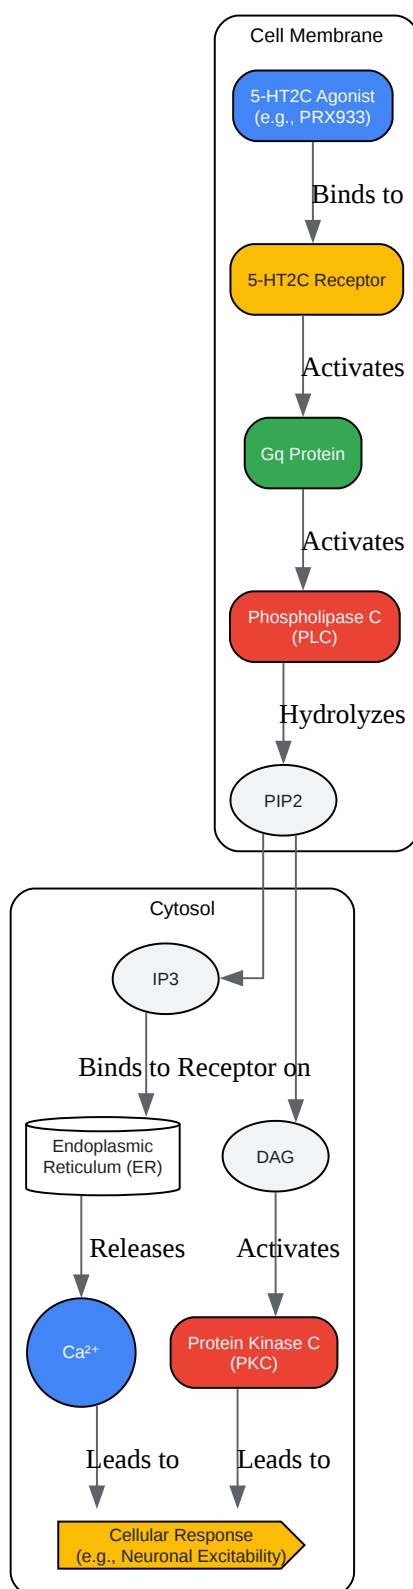 Cell Membrane
5-HT2C Agonist
(e.g., PRX933)
Binds to
5-HT2C Receptor
Activates
Gq Protein
Activates
Phospholipase C
(PLC)
Hydrolyzes
PIP2
Cytosol
IP3
Binds to Receptor on
Endoplasmic
Reticulum (ER)
DAG
Releases
Activates
Ca²⁺
Protein Kinase C
(PKC)
Leads to
Leads to
Cellular Response
(e.g., Neuronal Excitability)